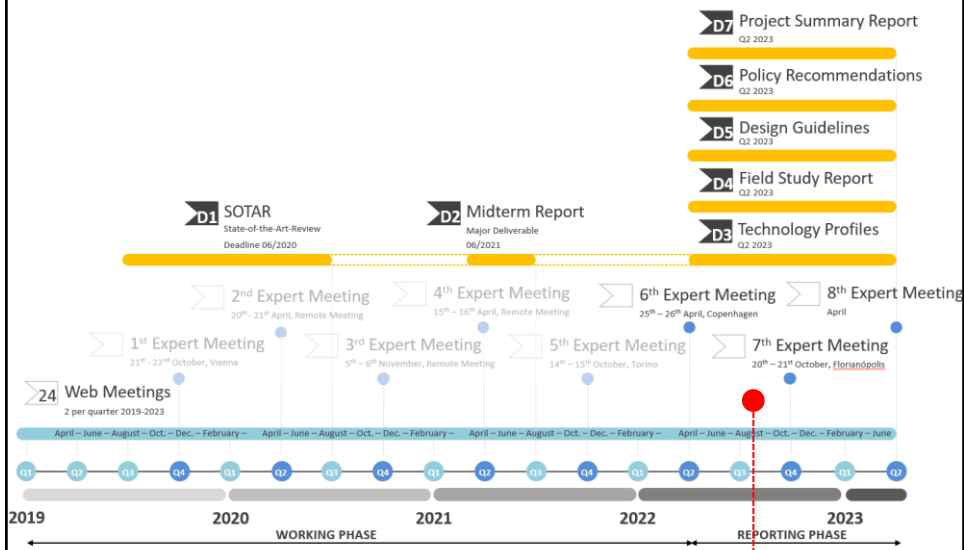 D7 Project Summary Report
Q2 2023
D6 Policy Recommendations
Q2 2023
D5 Design Guidelines
Q2 2023
D4 Field Study Report
Q2 2023
D1 SOTAR
State-of-the-Art-Review
Deadline 06/2020
D2 Midterm Report
Major Deliverable
06/2021
D3 Technology Profiles
Q2 2023
2nd Expert Meeting
20th - 21st April, Remote Meeting
4th Expert Meeting
15th – 16th April, Remote Meeting
6th Expert Meeting
25th – 26th April, Copenhagen
8th Expert Meeting
April
1st Expert Meeting
21st - 22nd October, Vienna
3rd Expert Meeting
5th – 6th November, Remote Meeting
5th Expert Meeting
14th – 15th October, Torino
7th Expert Meeting
20th – 21st October, Florianópolis
24 Web Meetings
2 per quarter 2019-2023
April – June – August – Oct. – Dec. – February – April – June – August – Oct. – Dec. – February – April – June – August – Oct. – Dec. – February – April – June – August – Oct. – Dec. – February – June
Q1 Q2 Q3 Q4 Q1 Q2 Q3 Q4 Q1 Q2 Q3 Q4 Q1 Q2 Q3 Q4 Q1 Q2
2019 2020 2021 2022 2023
WORKING PHASE REPORTING PHASE